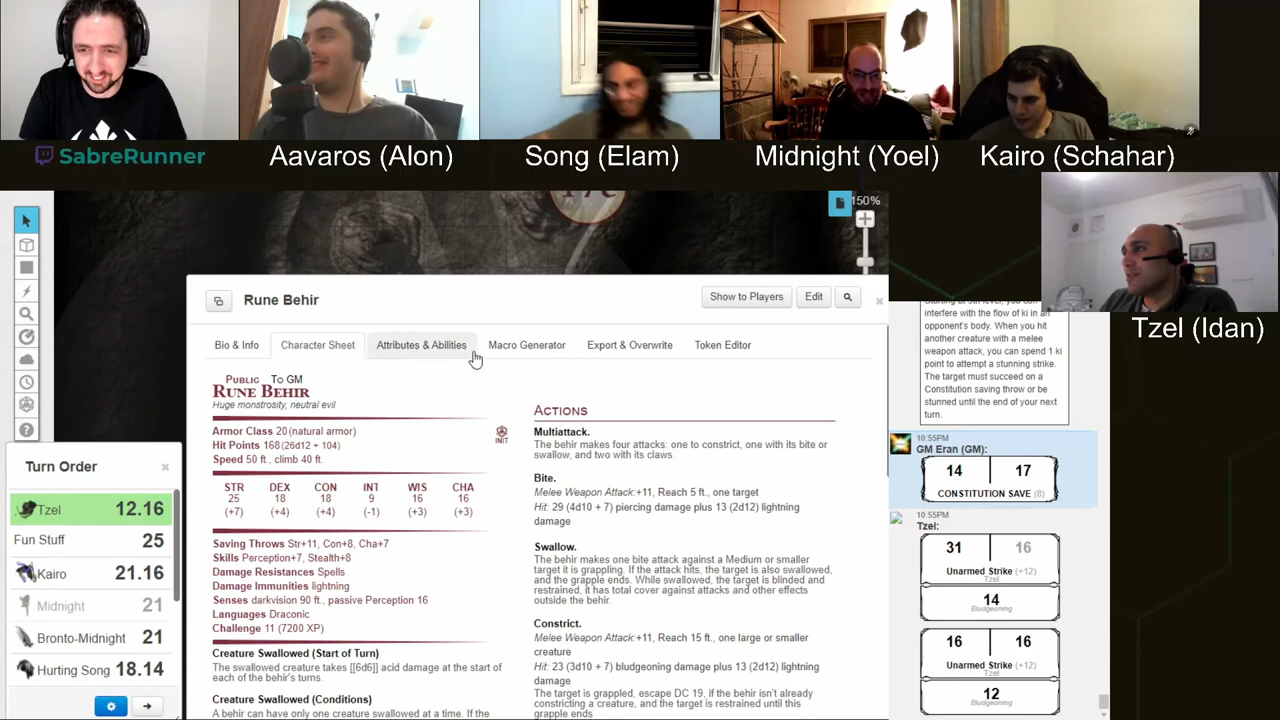 SabreRunner
Aavaros (Alon)
Song (Elam)
Midnight (Yoel)
Kairo (Schahar)
Tzel (Idan)
150%
Rune Behir
Show to Players
Edit
Bio & Info
Character Sheet
Attributes & Abilities
Macro Generator
Export & Overwrite
Token Editor
PUBLIC To GM
RUNE BEHIR
Huge monstrosity, neutral evil
Armor Class 20 (natural armor)
Hit Points 168 (26d12 + 104)
Speed 50 ft., climb 40 ft.
INIT
STR DEX CON INT WIS CHA
25 18 18 9 16 16
(+7) (+4) (+4) (-1) (+3) (+3)
Saving Throws Str+11, Con+8, Cha+7
Skills Perception+7, Stealth+8
Damage Resistances Spells
Damage Immunities lightning
Senses darkvision 90 ft., passive Perception 16
Languages Draconic
Challenge 11 (7200 XP)
Creature Swallowed (Start of Turn)
The swallowed creature takes [[6d6] acid damage at the start
of each of the behir's turns.
Creature Swallowed (Conditions)
A behir can have only one creature swallowed at a time. If the
ACTIONS
Multiattack.
The behir makes four attacks: one to constrict, one with its bite or
swallow, and two with its claws.
Bite.
Melee Weapon Attack:+11, Reach 5 ft., one target
Hit: 29 (4d10 + 7) piercing damage plus 13 (2d12) lightning
damage
Swallow.
The behir makes one bite attack against a Medium or smaller
target it is grappling. If the attack hits, the target is also swallowed,
and the grapple ends. While swallowed, the target is blinded and
restrained, it has total cover against attacks and other effects
outside the behir.
Constrict.
Melee Weapon Attack:+11, Reach 15 ft., one large or smaller
creature
Hit: 23 (3d10 + 7) bludgeoning damage plus 13 (2d12) lightning
damage
The target is grappled, escape DC 19, if the behir isn't already
constricting a creature, and the target is restrained until this
grapple ends
Turn Order
Tzel 12.16
Fun Stuff 25
Kairo 21.16
Midnight 21
Bronto-Midnight 21
Hurting Song 18.14
interfere with the flow of ki in an
opponent's body. When you hit
another creature with a melee
weapon attack, you can spend 1 ki
point to attempt a stunning strike.
The target must succeed on a
Constitution saving throw or be
stunned until the end of your next
turn.
10:55PM
GM Eran (GM):
14 17
CONSTITUTION SAVE (8)
10:55PM
Tzel:
31 16
Unarmed Strike (+12)
Tzel
14
Bludgeoning
16 16
Unarmed Strike (+12)
Tzel
12
Bludgeoning